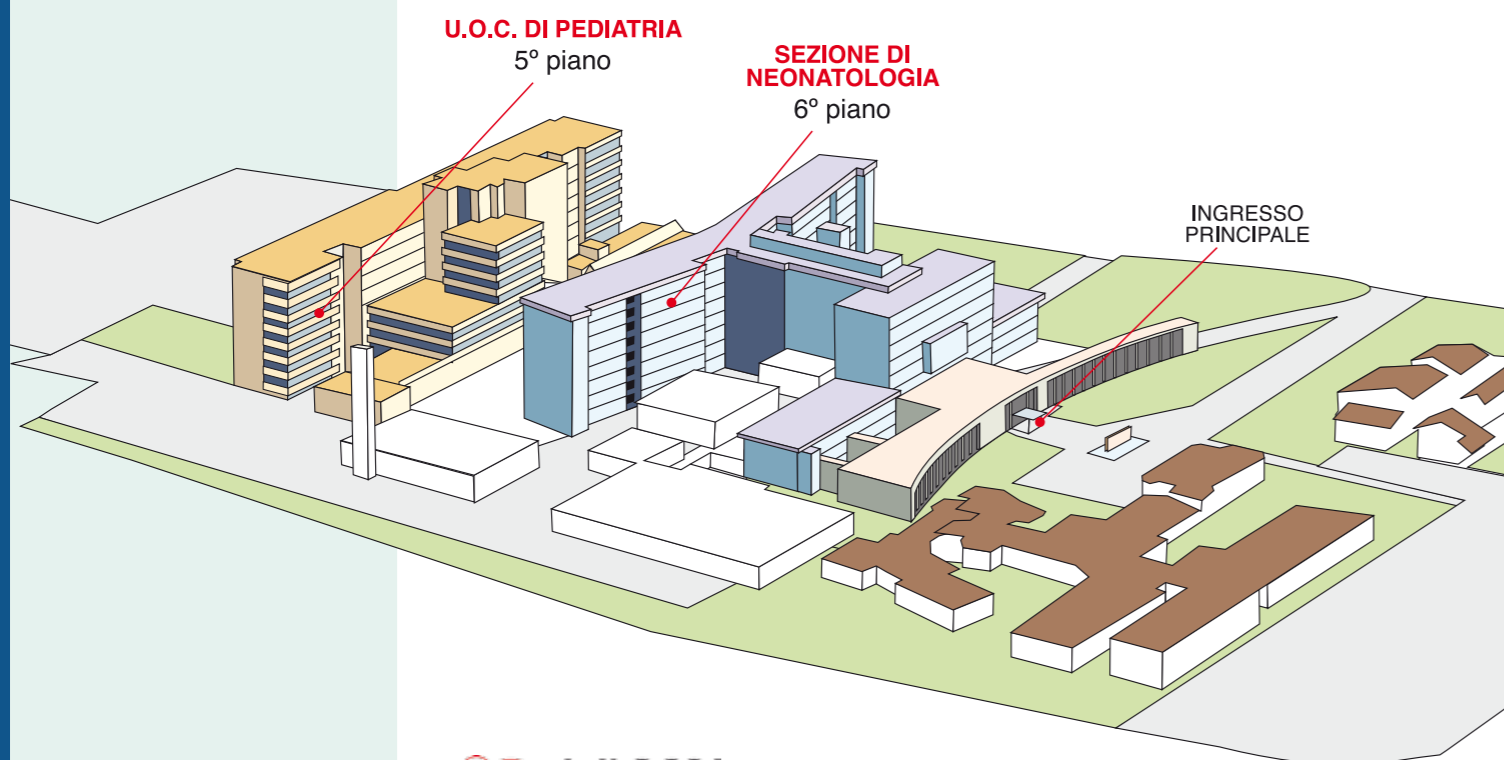 U.O.C. DI PEDIATRIA
5º piano
SEZIONE DI
NEONATOLOGIA
6º piano
INGRESSO
PRINCIPALE